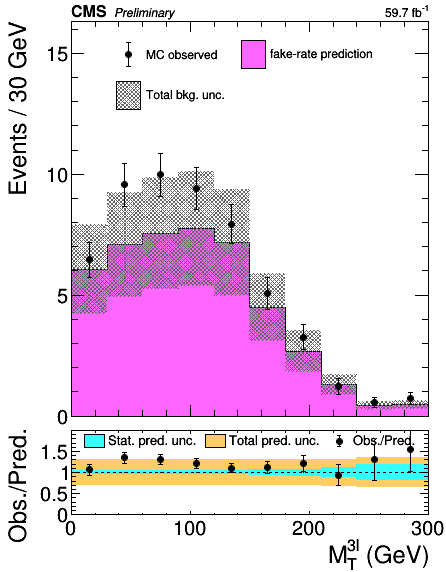 CMS Preliminary 59.7 fb⁻¹
Events / 30 GeV
15
10
5
0
MC observed
fake-rate prediction
Total bkg. unc.
Obs./Pred.
1.5
1
0.5
0
Stat. pred. unc. Total pred. unc. Obs./Pred.
0 100 200 300
M_T^{3l} (GeV)